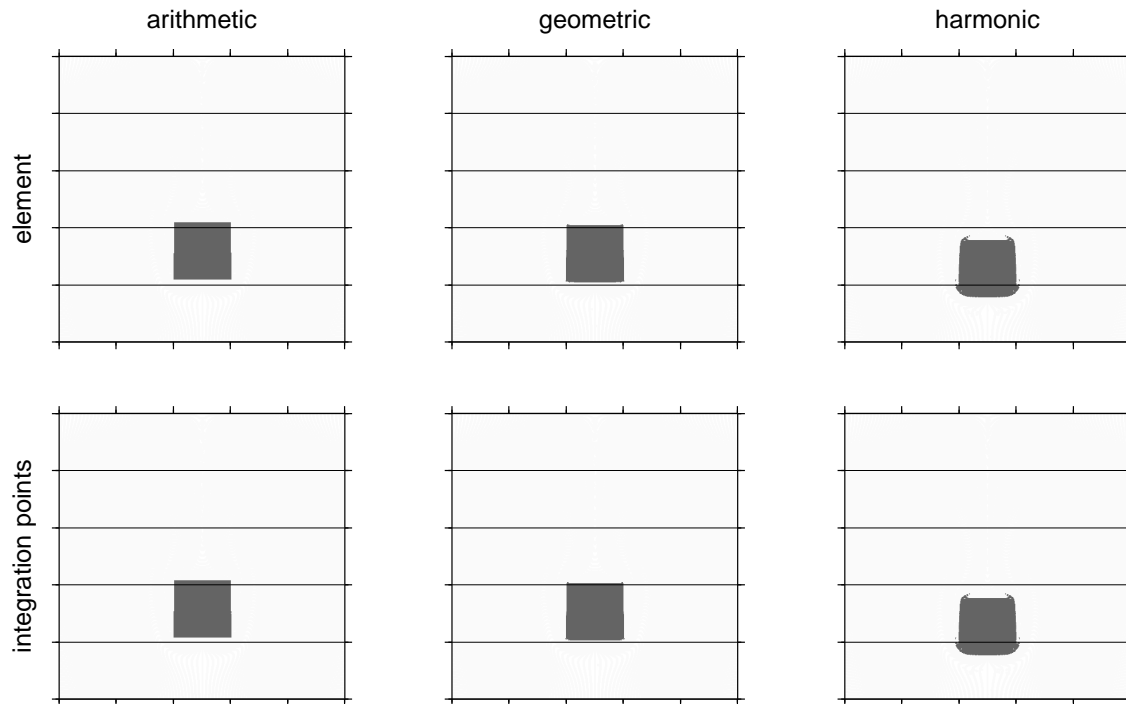 arithmetic
geometric
harmonic
element
integration points